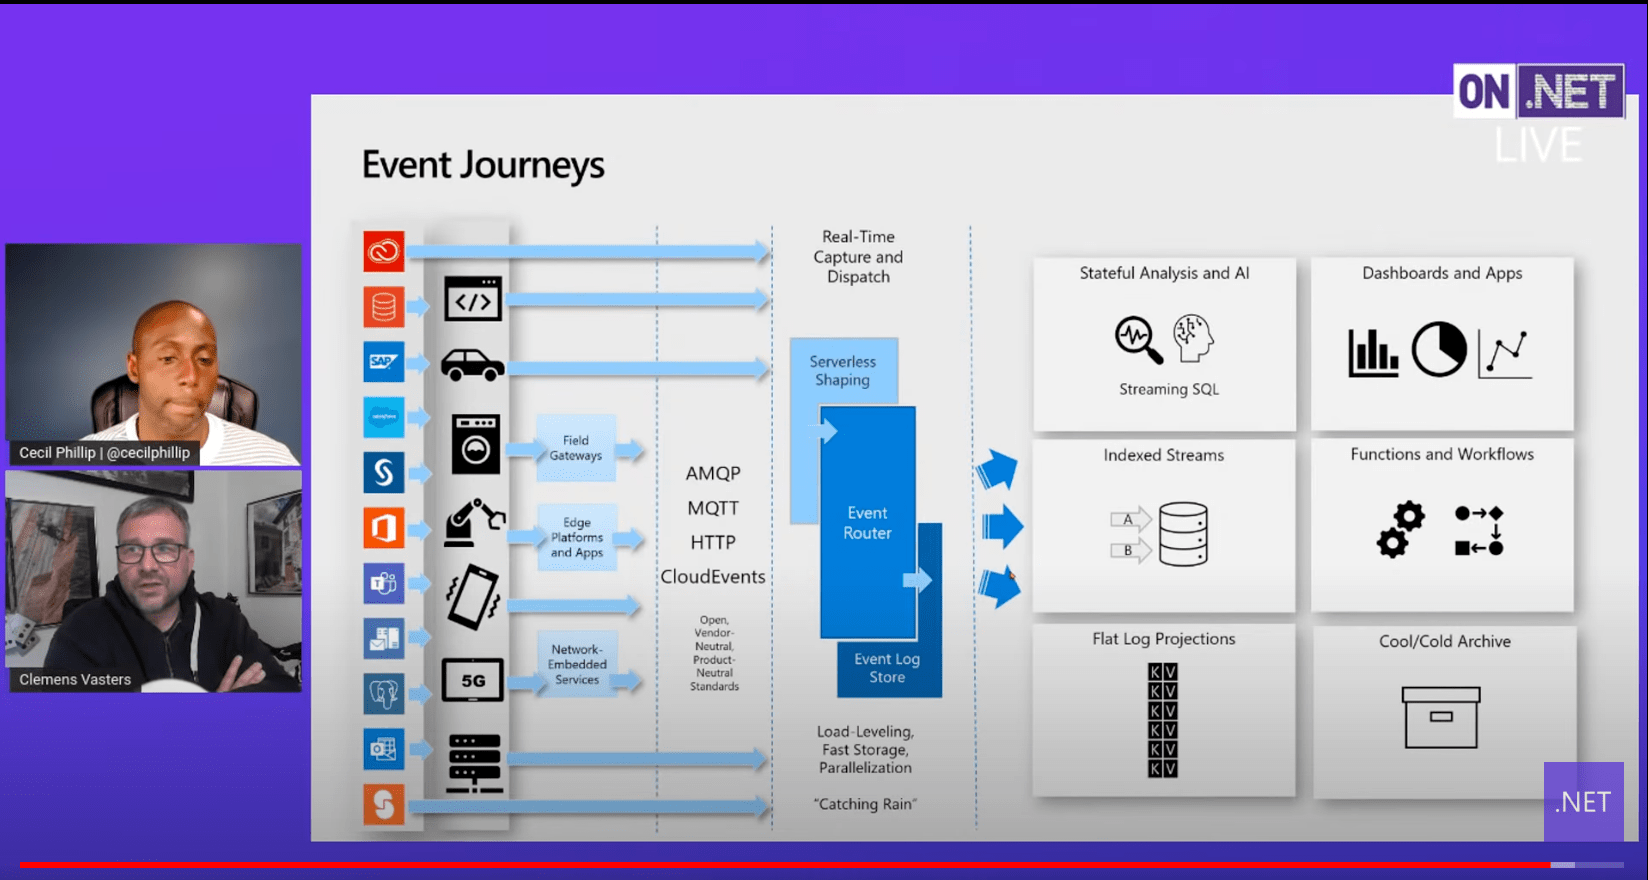 ON .NET
LIVE
Event Journeys
Cecil Phillip | @cecilphillip
Clemens Vasters
SAP
salesforce
S
T
</>
5G
Field
Gateways
Edge
Platforms
and Apps
Network-
Embedded
Services
AMQP
MQTT
HTTP
CloudEvents
Open,
Vendor-
Neutral,
Product-
Neutral
Standards
Real-Time
Capture and
Dispatch
Serverless
Shaping
Event
Router
Event Log
Store
Load-Leveling,
Fast Storage,
Parallelization
"Catching Rain"
Stateful Analysis and AI
Streaming SQL
Dashboards and Apps
Indexed Streams
A
B
Functions and Workflows
Flat Log Projections
K V
K V
K V
K V
K V
K V
Cool/Cold Archive
.NET